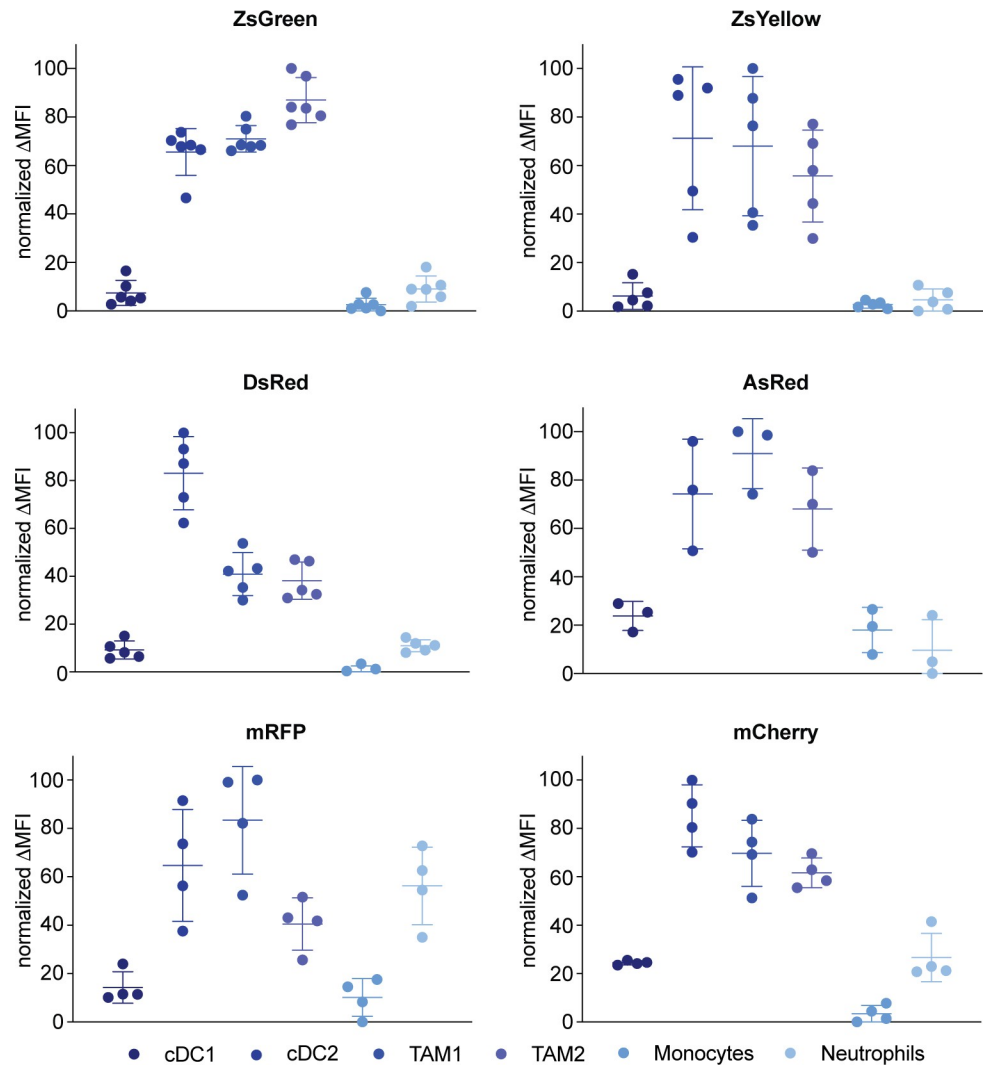 ZsGreen
normalized ΔMFI
100
80
60
40
20
0
ZsYellow
normalized ΔMFI
100
80
60
40
20
0
DsRed
normalized ΔMFI
100
80
60
40
20
0
AsRed
normalized ΔMFI
100
80
60
40
20
0
mRFP
normalized ΔMFI
100
80
60
40
20
0
mCherry
normalized ΔMFI
100
80
60
40
20
0
cDC1 cDC2 TAM1 TAM2 Monocytes Neutrophils